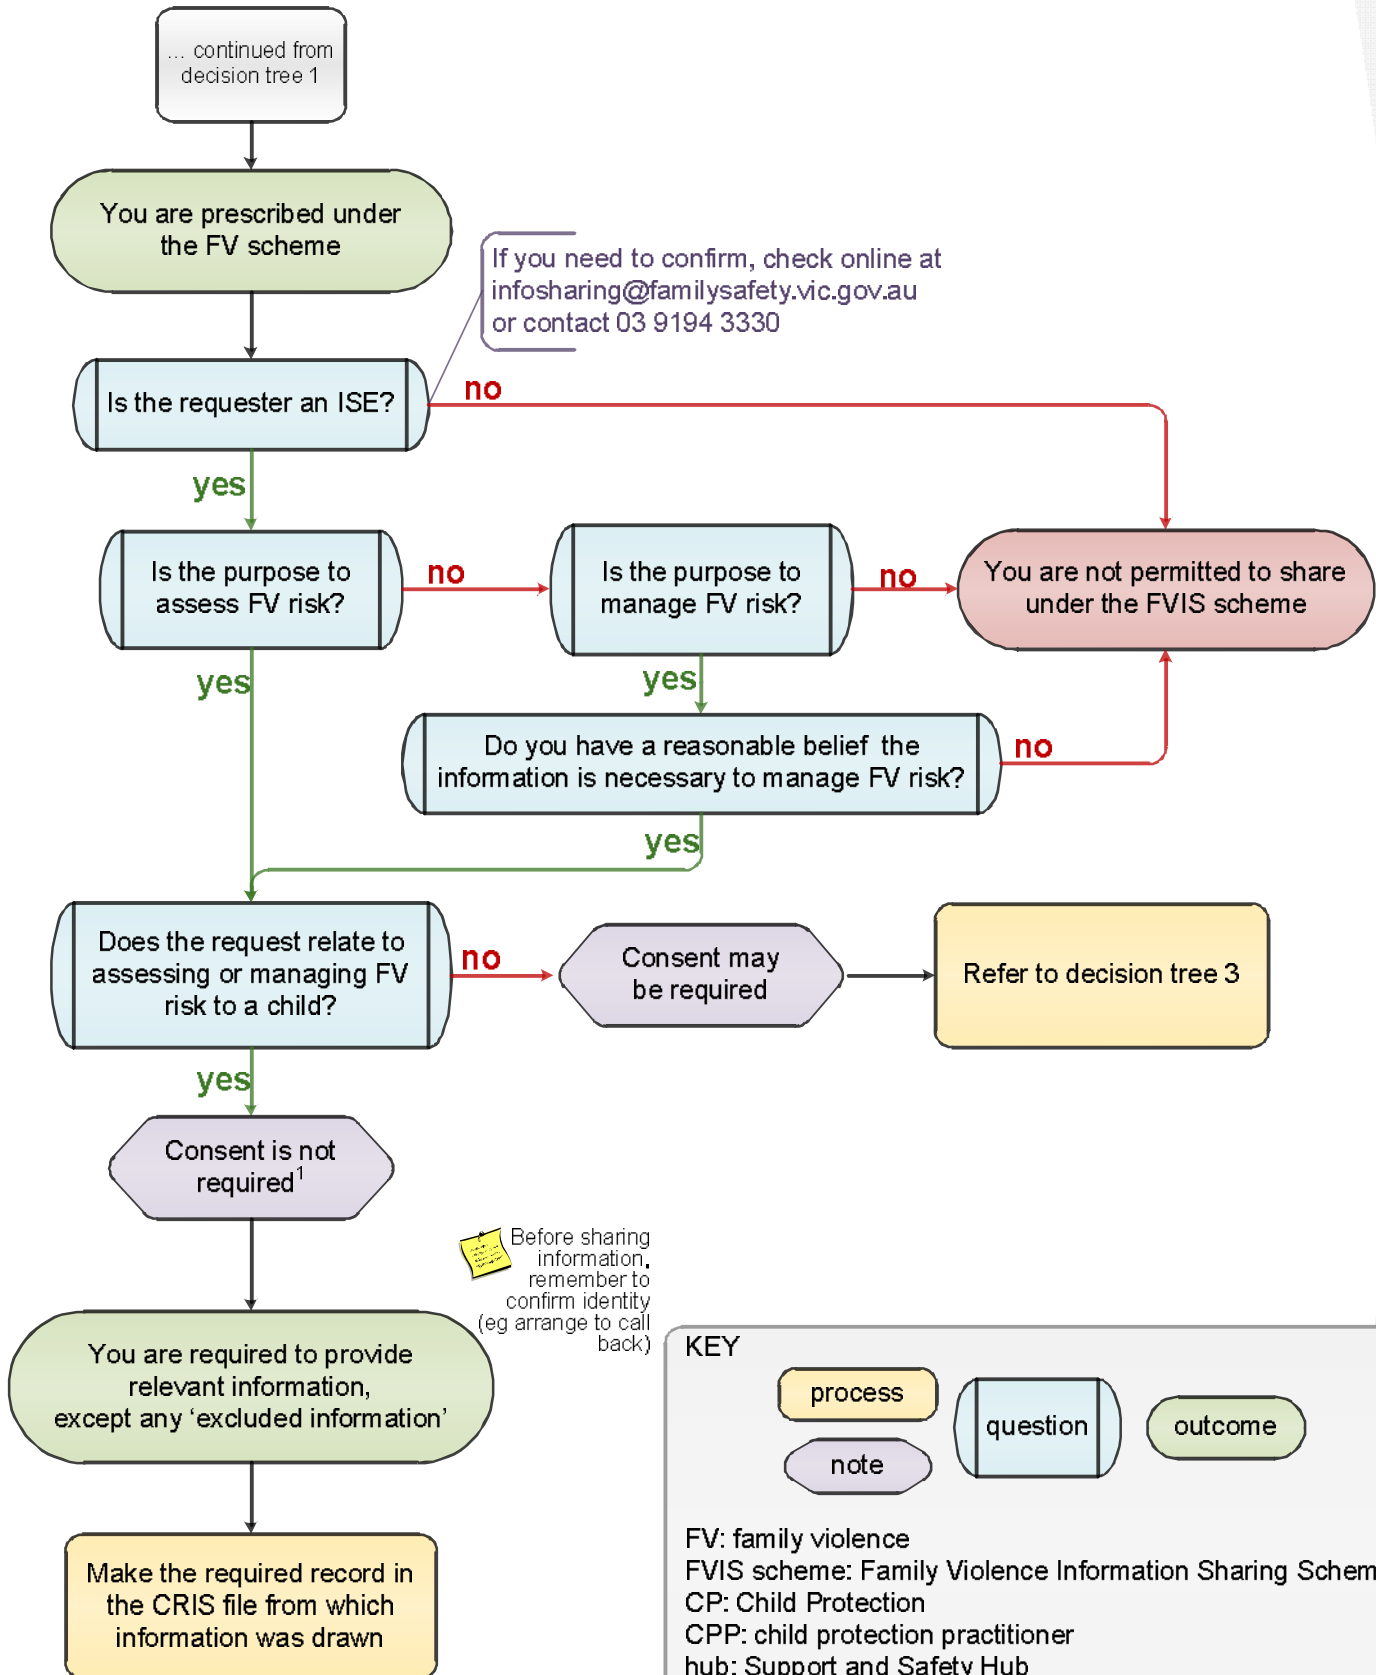 ... continued from
decision tree 1
You are prescribed under
the FV scheme
If you need to confirm, check online at
infosharing@familysafety.vic.gov.au
or contact 03 9194 3330
Is the requester an ISE?
no
yes
Is the purpose to
assess FV risk?
no
Is the purpose to
manage FV risk?
no
You are not permitted to share
under the FVIS scheme
yes
yes
Do you have a reasonable belief the
information is necessary to manage FV risk?
no
yes
Does the request relate to
assessing or managing FV
risk to a child?
no
Consent may
be required
Refer to decision tree 3
yes
Consent is not
required¹
Before sharing
information,
remember to
confirm identity
(eg arrange to call
back)
You are required to provide
relevant information,
except any ‘excluded information’
Make the required record in
the CRIS file from which
information was drawn
KEY
process
question
outcome
note
FV: family violence
FVIS scheme: Family Violence Information Sharing Schem
CP: Child Protection
CPP: child protection practitioner
hub: Support and Safety Hub